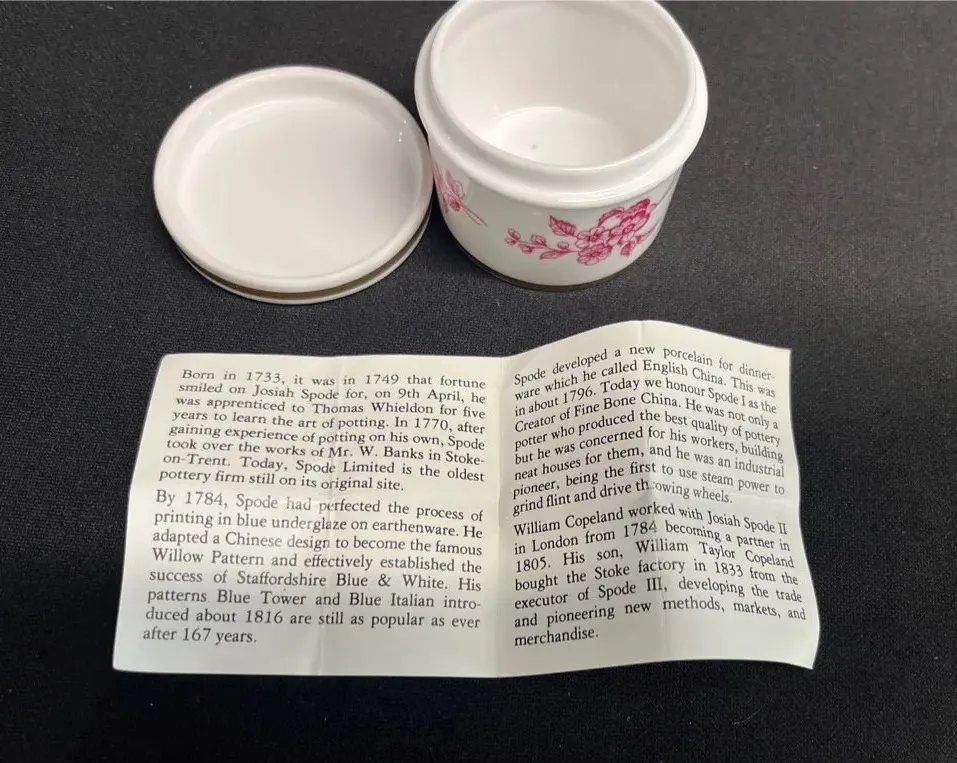 Born in 1733, it was in 1749 that fortune
smiled on Josiah Spode for, on 9th April, he
was apprenticed to Thomas Whieldon for five
years to learn the art of potting. In 1770, after
gaining experience of potting on his own, Spode
took over the works of Mr. W. Banks in Stoke-
on-Trent. Today, Spode Limited is the oldest
pottery firm still on its original site.
By 1784, Spode had perfected the process of
printing in blue underglaze on earthenware. He
adapted a Chinese design to become the famous
Willow Pattern and effectively established the
success of Staffordshire Blue & White. His
patterns Blue Tower and Blue Italian intro-
duced about 1816 are still as popular as ever
after 167 years.
Spode developed a new porcelain for dinner-
ware which he called English China. This was
in about 1796. Today we honour Spode I as the
Creator of Fine Bone China. He was not only a
potter who produced the best quality of pottery
but he was concerned for his workers, building
neat houses for them, and he was an industrial
pioneer, being the first to use steam power to
grind flint and drive throwing wheels.
William Copeland worked with Josiah Spode II
in London from 1784 becoming a partner in
1805. His son, William Taylor Copeland
bought the Stoke factory in 1833 from the
executor of Spode III, developing the trade
and pioneering new methods, markets, and
merchandise.